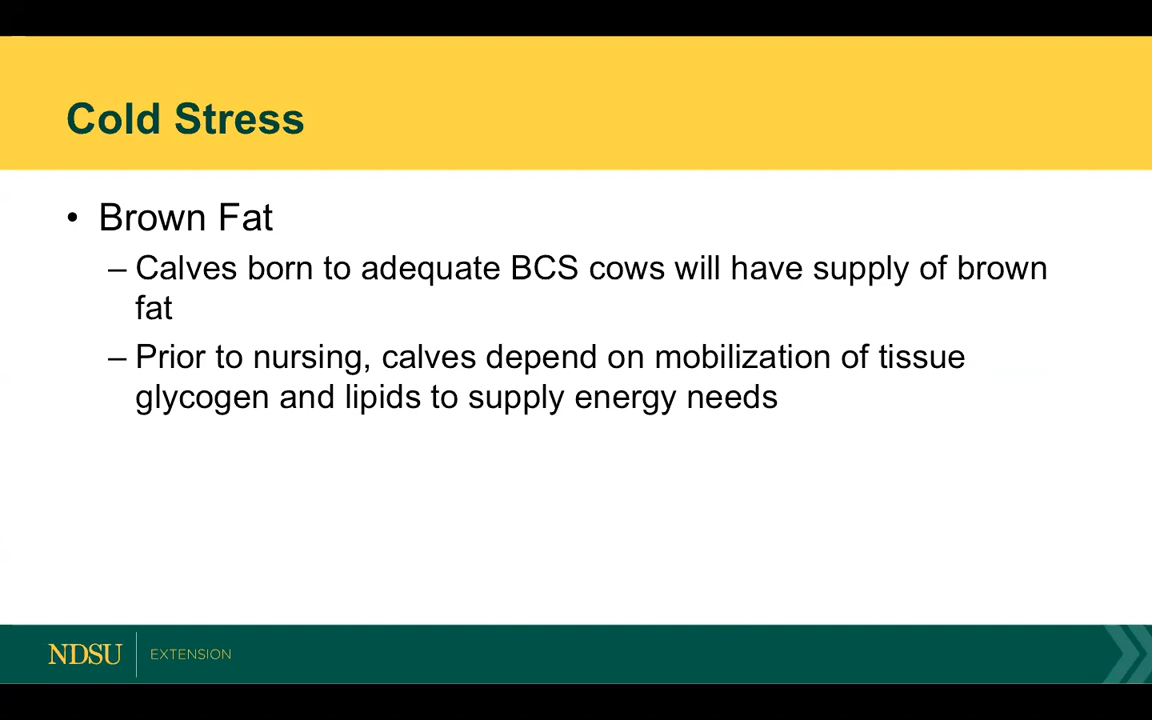 Cold Stress
• Brown Fat
– Calves born to adequate BCS cows will have supply of brown
fat
– Prior to nursing, calves depend on mobilization of tissue
glycogen and lipids to supply energy needs
NDSU EXTENSION